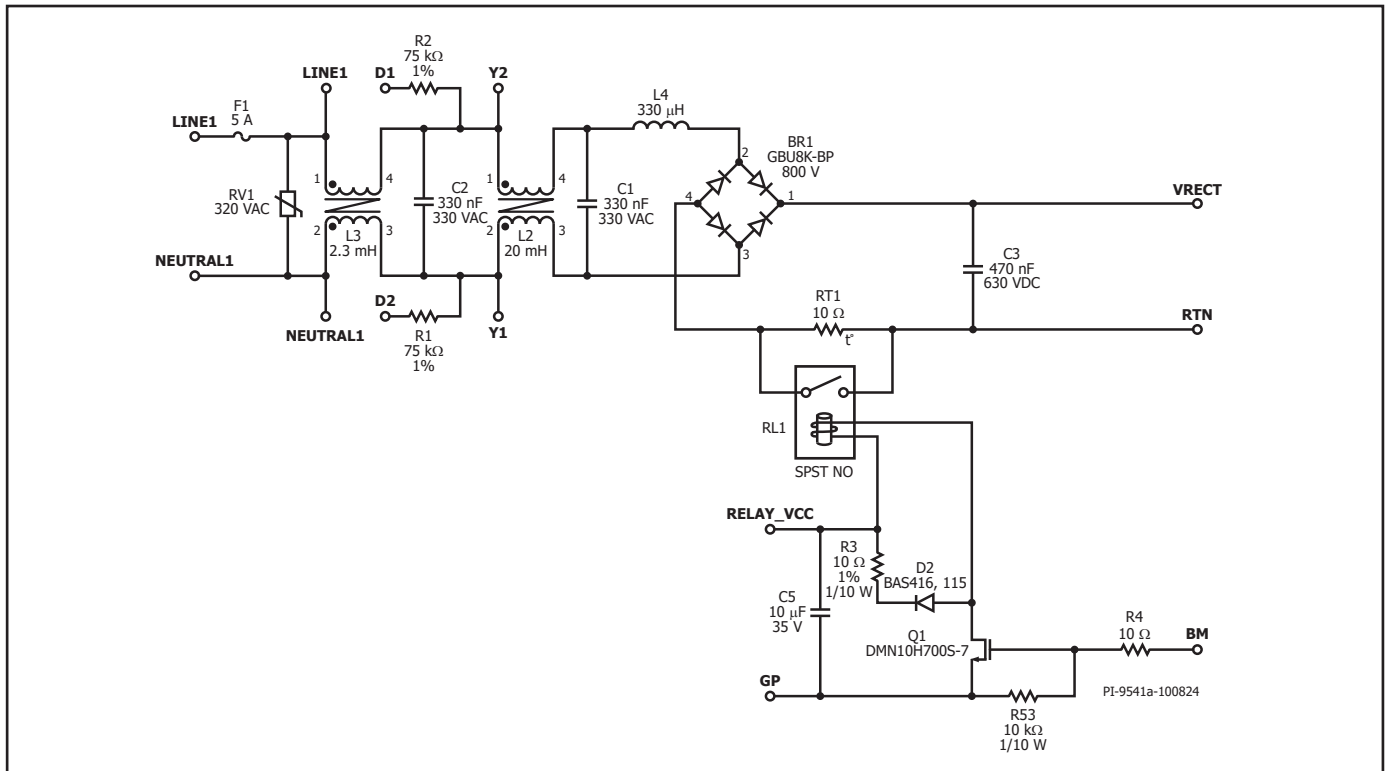 R2
75 kΩ
1%
LINE1
D1
Y2
F1
5 A
LINE1
L4
330 μH
BR1
GBU8K-BP
800 V
2
1
4
1
4
4
1
VRECT
RV1
320 VAC
C2
330 nF
330 VAC
C1
330 nF
330 VAC
2
3
L3
2.3 mH
2
3
L2
20 mH
3
C3
470 nF
630 VDC
NEUTRAL1
D2
NEUTRAL1
R1
75 kΩ
1%
Y1
RT1
10 Ω
t°
RTN
RL1
SPST NO
RELAY_VCC
R3
10 Ω
1%
1/10 W
D2
BAS416, 115
C5
10 μF
35 V
Q1
DMN10H700S-7
R4
10 Ω
BM
GP
R53
10 kΩ
1/10 W
PI-9541a-100824